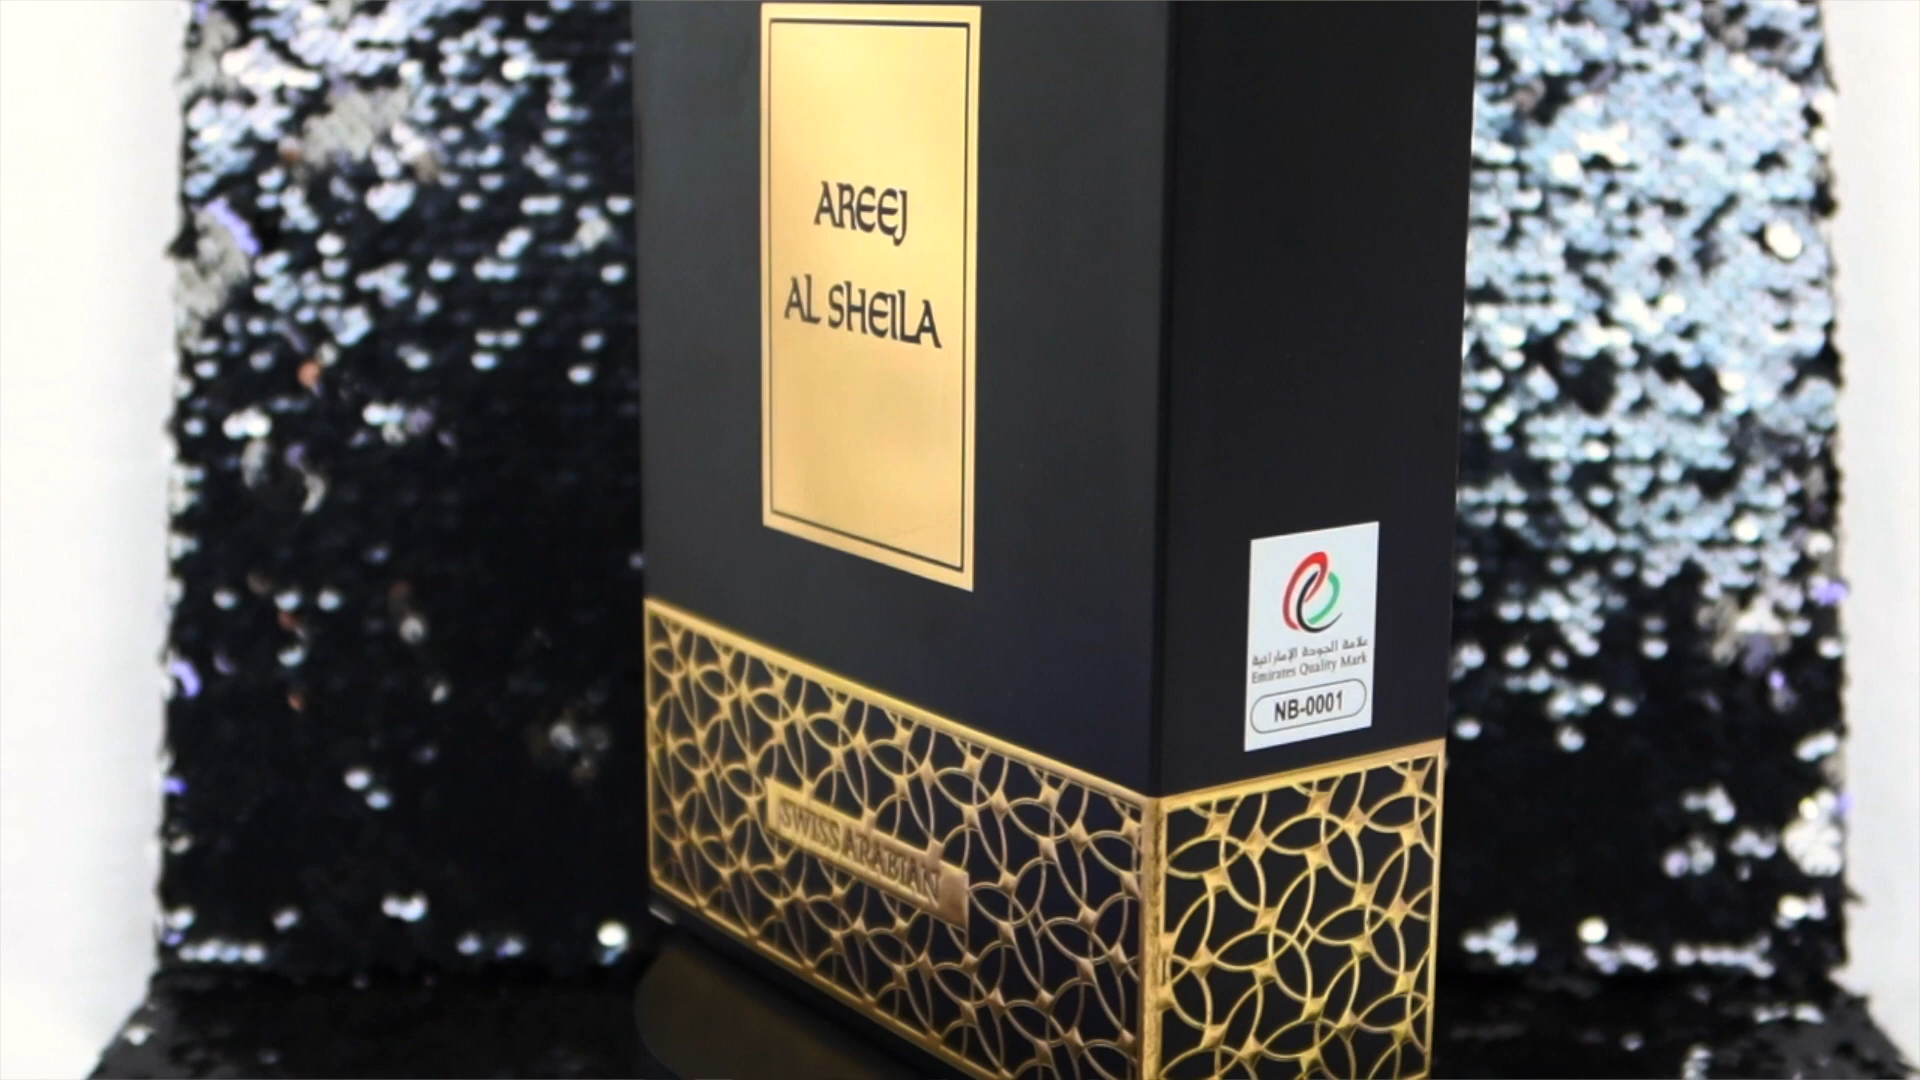 AREEJ
AL SHEILA
SWISS ARABIAN
علامة الجودة الإماراتية
Emirates Quality Mark
NB-0001